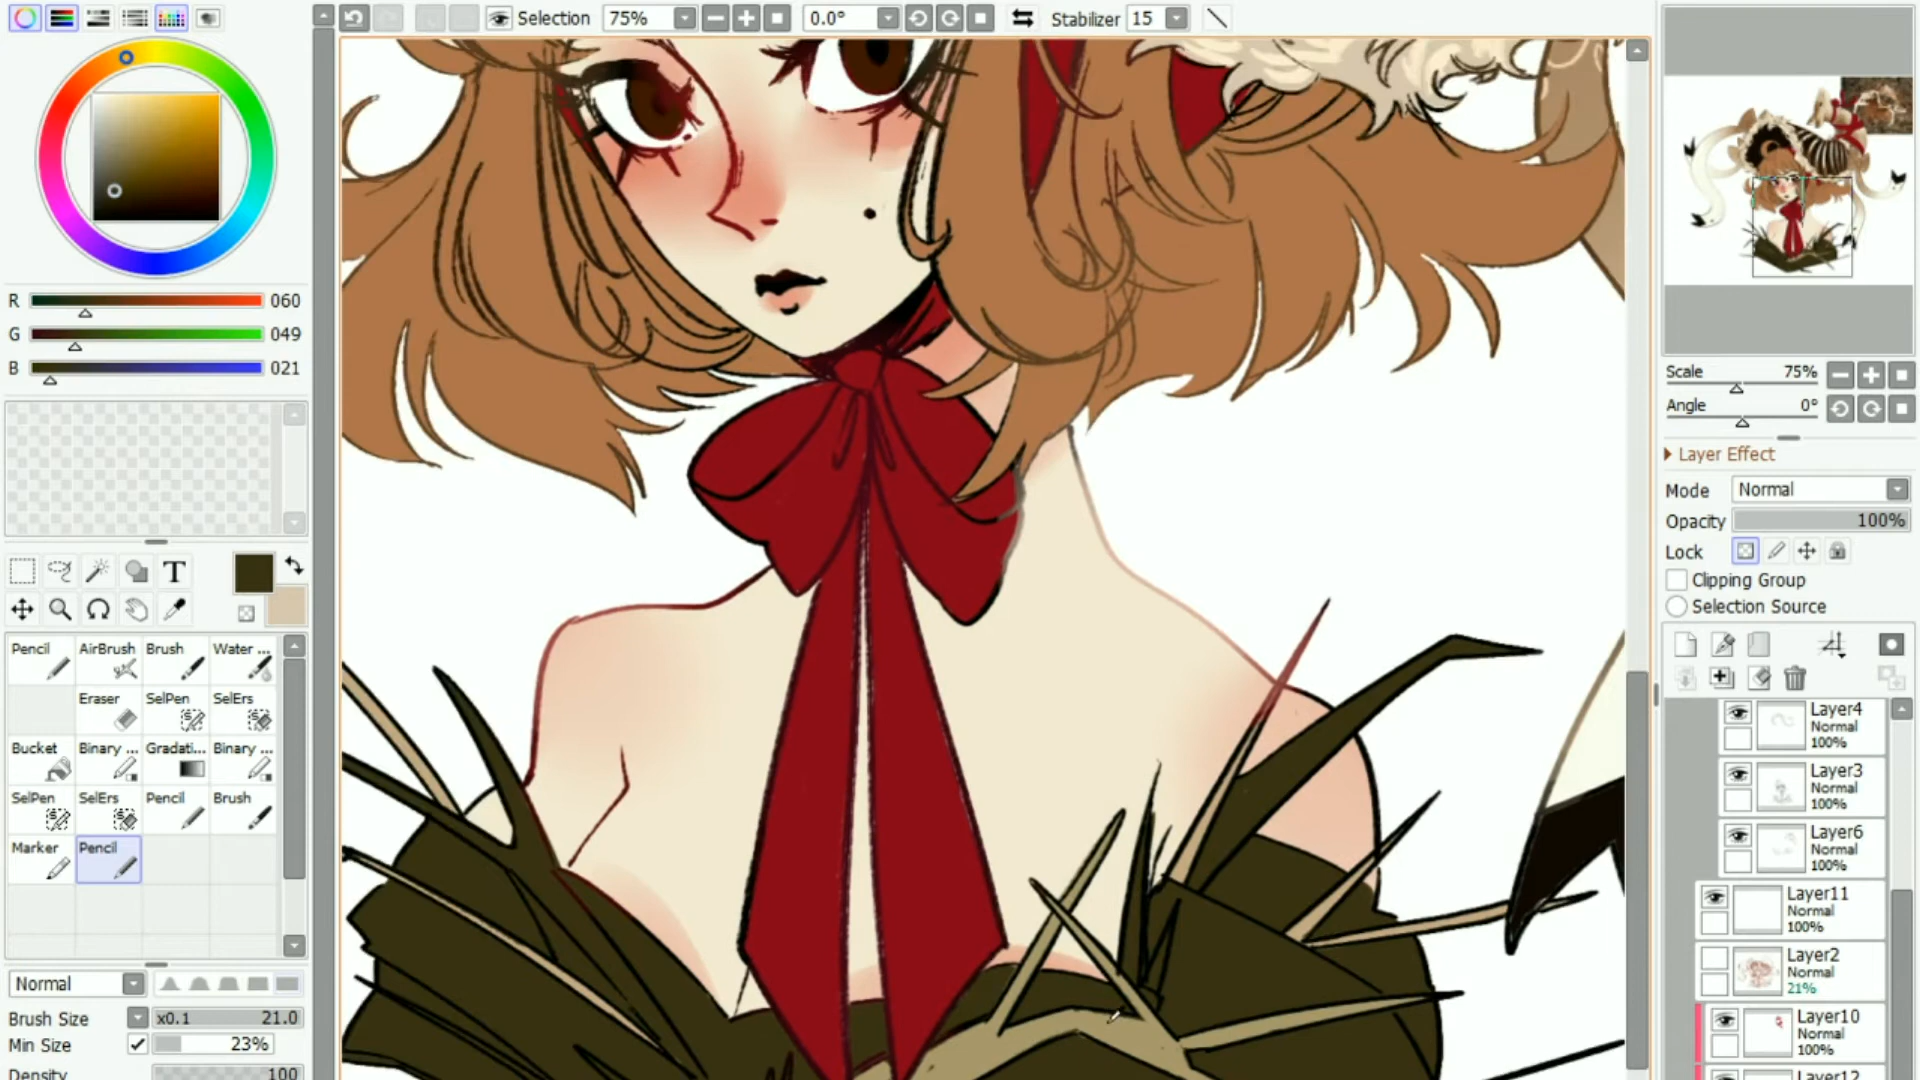 Selection
75%
0.0°
Stabilizer
15
R
060
G
049
B
021
T
Pencil
AirBrush
Brush
Water ...
Eraser
SelPen
SelErs
Bucket
Binary ...
Gradati...
Binary ...
SelPen
SelErs
Pencil
Brush
Marker
Pencil
Normal
Brush Size
x0.1
21.0
Min Size
23%
Density
100
Scale
75%
Angle
0°
Layer Effect
Mode
Normal
Opacity
100%
Lock
Clipping Group
Selection Source
Layer4
Normal
100%
Layer3
Normal
100%
Layer6
Normal
100%
Layer11
Normal
100%
Layer2
Normal
21%
Layer10
Normal
100%
Layer12